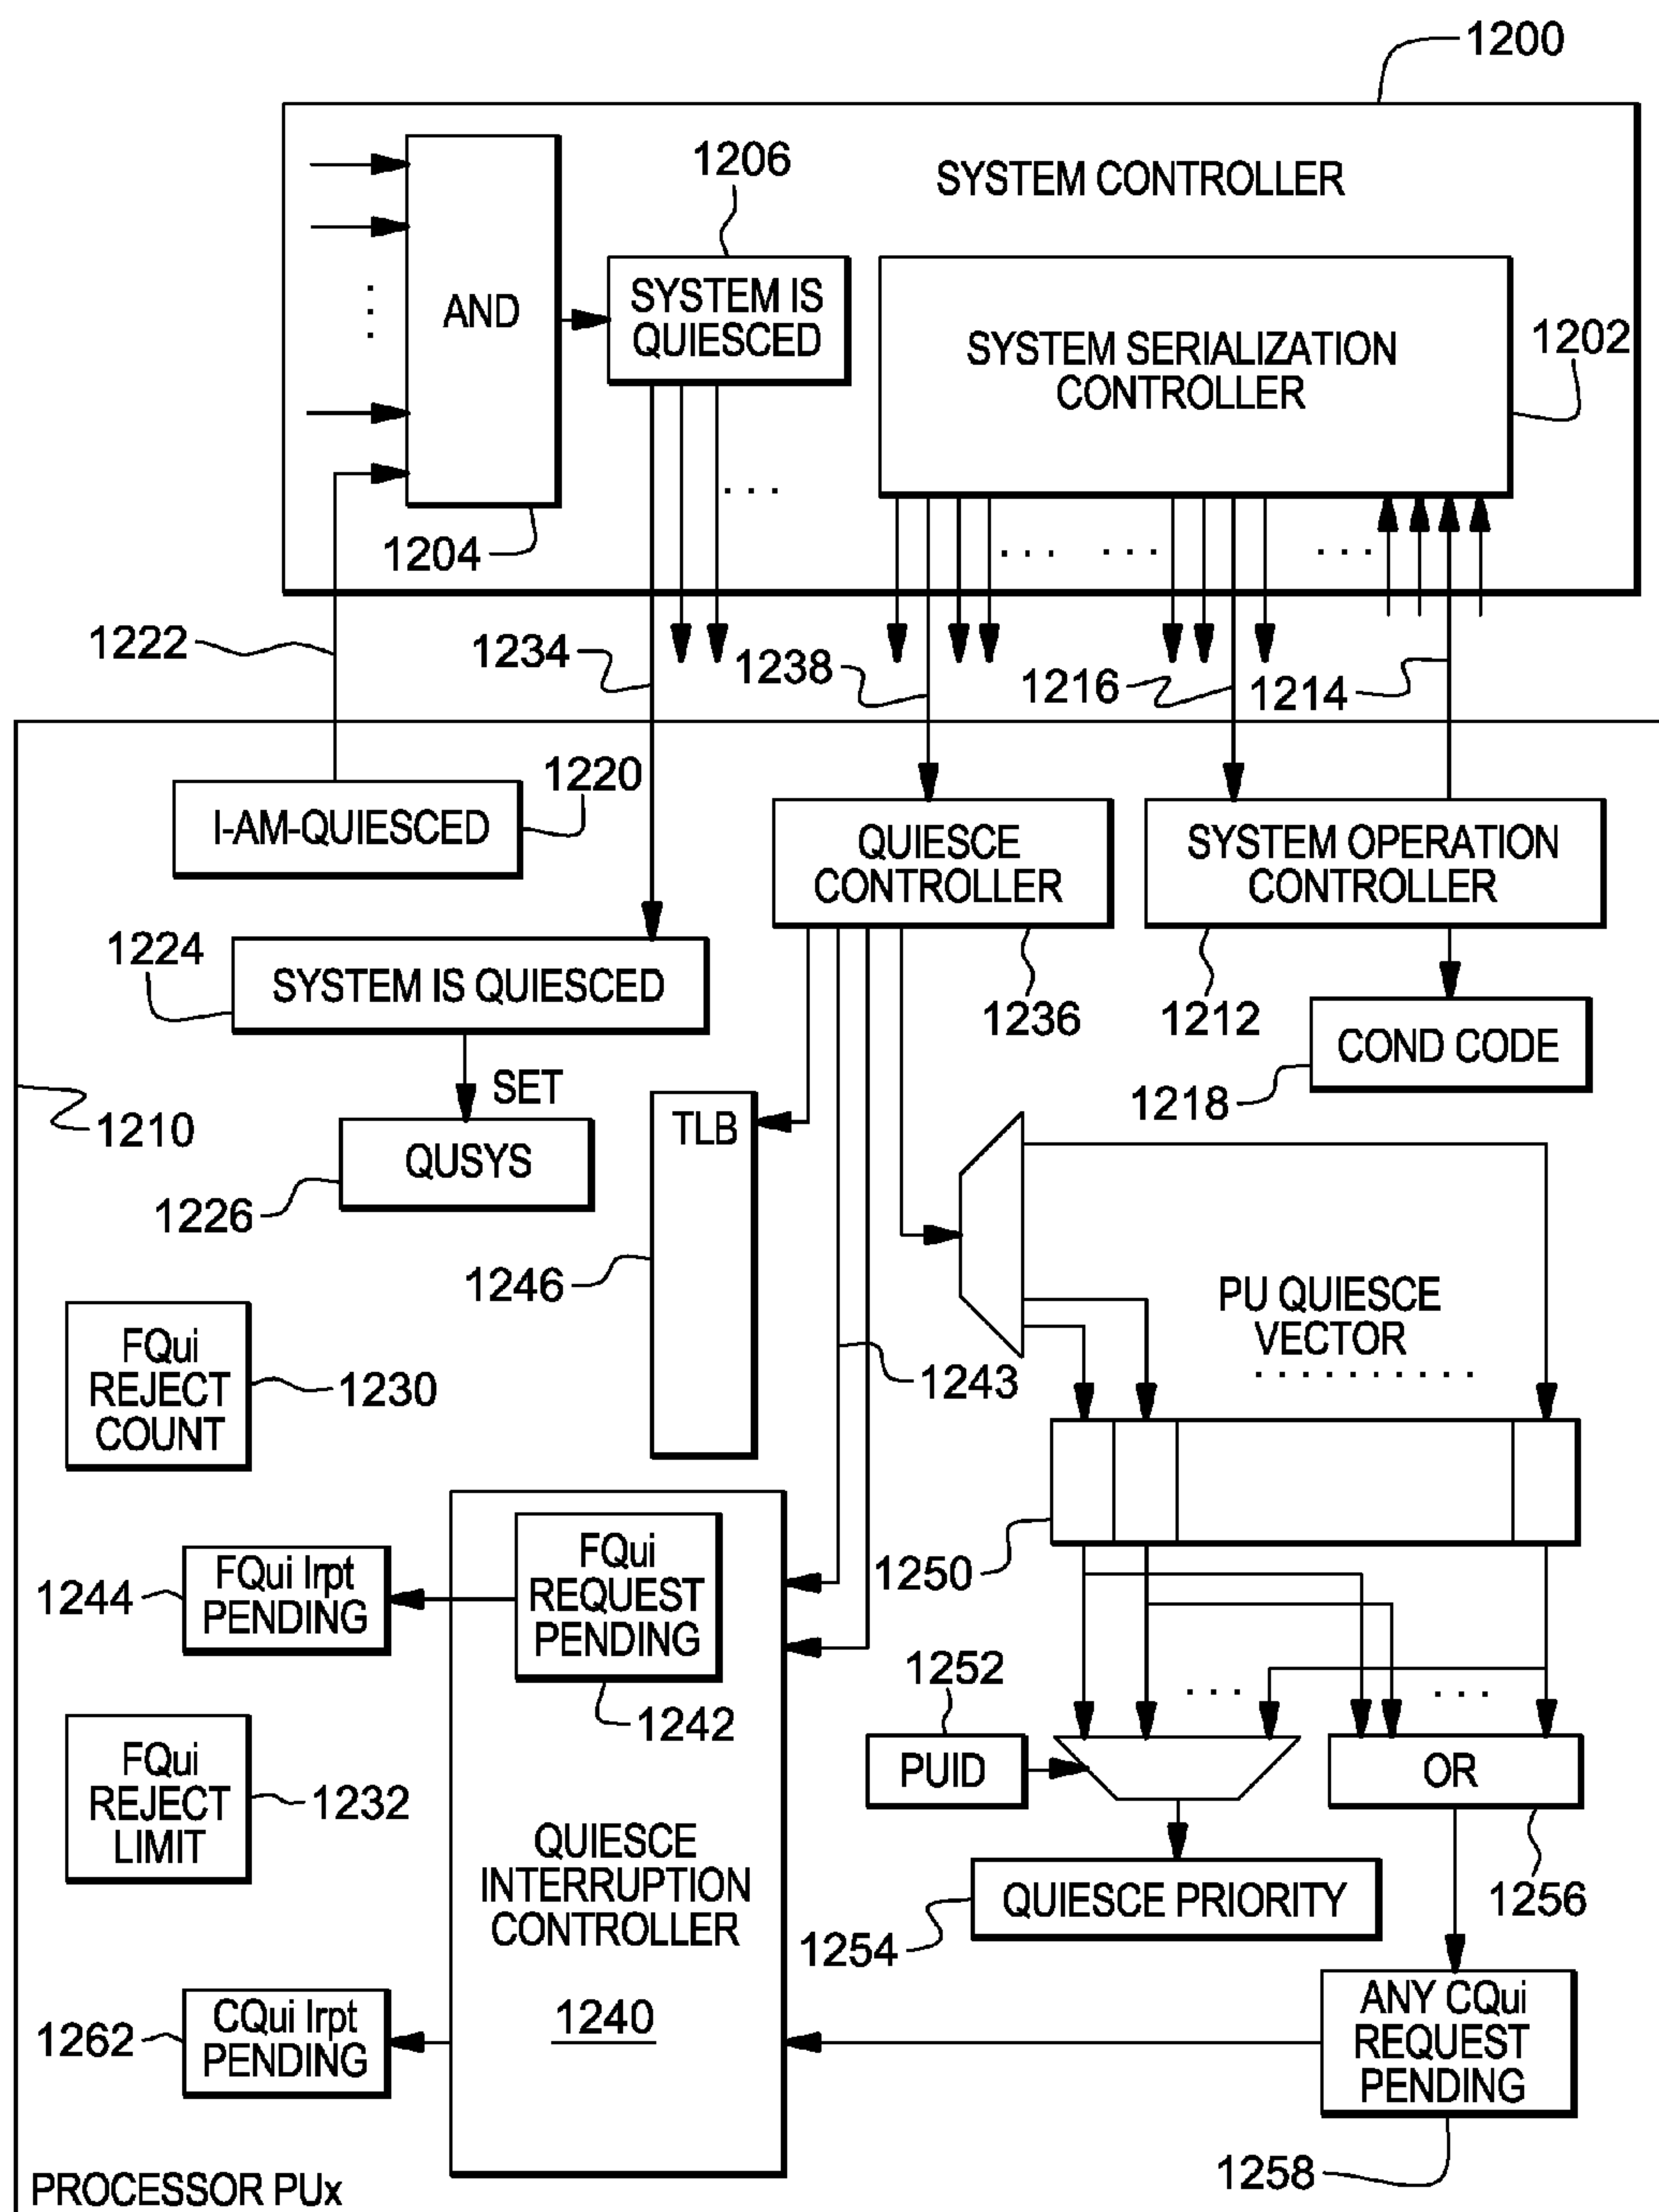 1200
1206
SYSTEM CONTROLLER
AND
SYSTEM IS
QUIESCED
SYSTEM SERIALIZATION
CONTROLLER
1202
1204
1222
1234
1238
1216
1214
I-AM-QUIESCED
1220
QUIESCE
CONTROLLER
SYSTEM OPERATION
CONTROLLER
1224
SYSTEM IS QUIESCED
1236
1212
COND CODE
1218
SET
1210
QUSYS
1226
TLB
1246
PU QUIESCE
VECTOR
1243
FQui
REJECT
COUNT
1230
1250
1244
FQui Irpt
PENDING
FQui
REQUEST
PENDING
1242
1252
PUID
OR
FQui
REJECT
LIMIT
1232
QUIESCE
INTERRUPTION
CONTROLLER
1240
QUIESCE PRIORITY
1254
1256
1262
CQui Irpt
PENDING
ANY CQui
REQUEST
PENDING
1258
PROCESSOR PUx